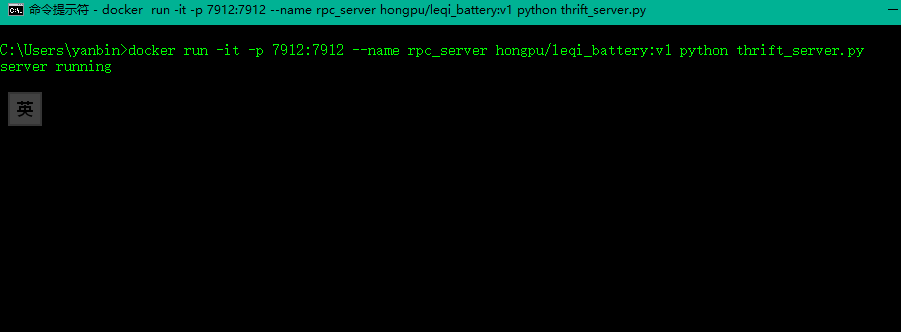 命令提示符 - docker  run -it -p 7912:7912 --name rpc_server hongpu/leqi_battery:v1 python thrift_server.py
C:\Users\yanbin>docker run -it -p 7912:7912 --name rpc_server hongpu/leqi_battery:v1 python thrift_server.py
server running
英